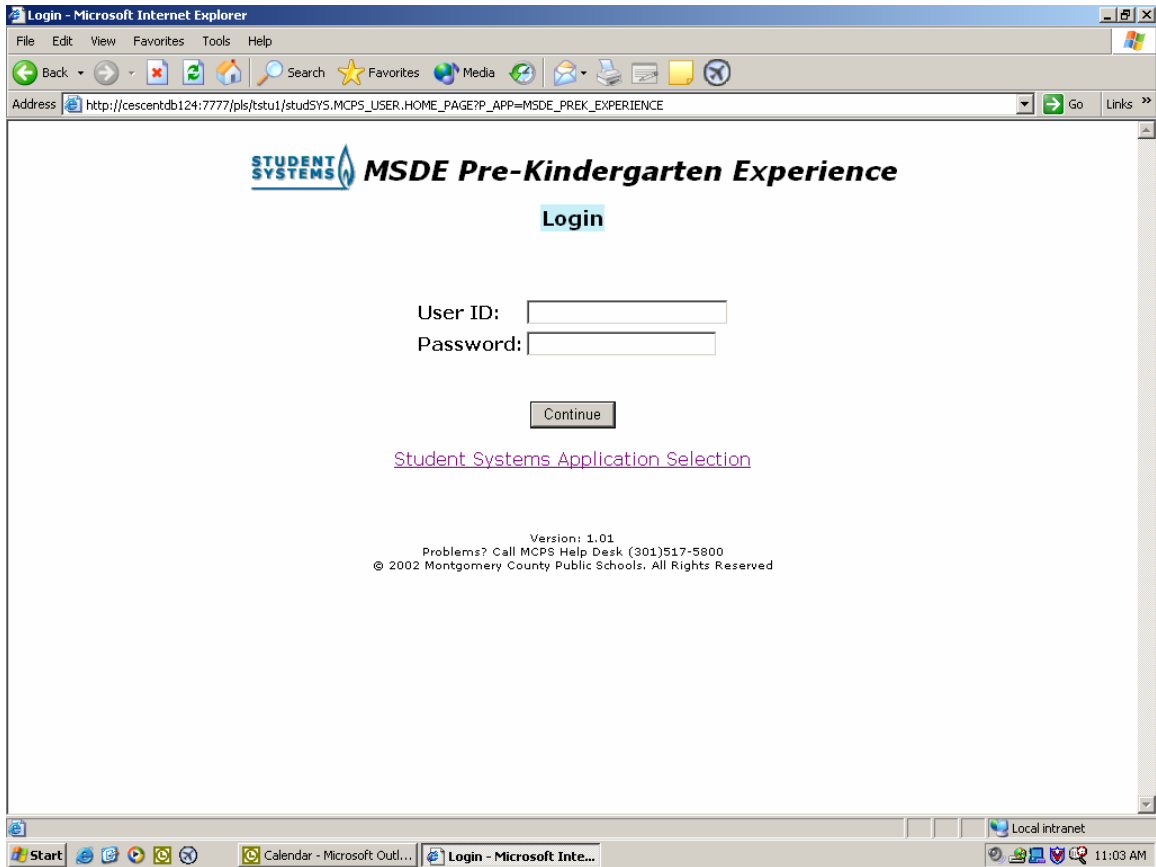 Login - Microsoft Internet Explorer
File Edit View Favorites Tools Help
Back Search Favorites Media
Address http://cescentdb124:7777/pls/tstu1/studSYS.MCPS_USER.HOME_PAGE?P_APP=MSDE_PREK_EXPERIENCE Go Links »
STUDENT SYSTEMS MSDE Pre-Kindergarten Experience
Login
User ID:
Password:
Continue
Student Systems Application Selection
Version: 1.01
Problems? Call MCPS Help Desk (301)517-5800
© 2002 Montgomery County Public Schools. All Rights Reserved
Local intranet
Start Calendar - Microsoft Outl... Login - Microsoft Inte... 11:03 AM